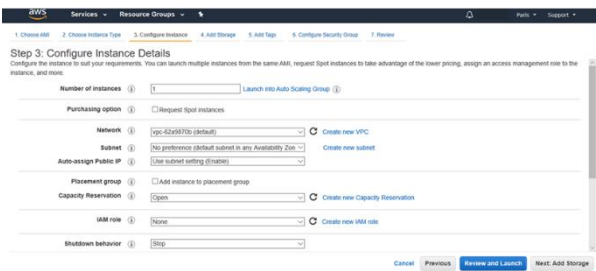 aws Services Resource Groups Paris Support
1. Choose AMI 2. Choose Instance Type 3. Configure Instance 4. Add Storage 5. Add Tags 6. Configure Security Group 7. Review
Step 3: Configure Instance Details
Configure the instance to suit your requirements. You can launch multiple instances from the same AMI, request Spot instances to take advantage of the lower pricing, assign an access management role to the
instance, and more.
Number of instances 1 Launch into Auto Scaling Group
Purchasing option Request Spot instances
Network vpc-62a9870b (default) Create new VPC
Subnet No preference (default subnet in any Availability Zon Create new subnet
Auto-assign Public IP Use subnet setting (Enable)
Placement group Add instance to placement group
Capacity Reservation Open Create new Capacity Reservation
IAM role None Create new IAM role
Shutdown behavior Stop
Cancel Previous Review and Launch Next: Add Storage